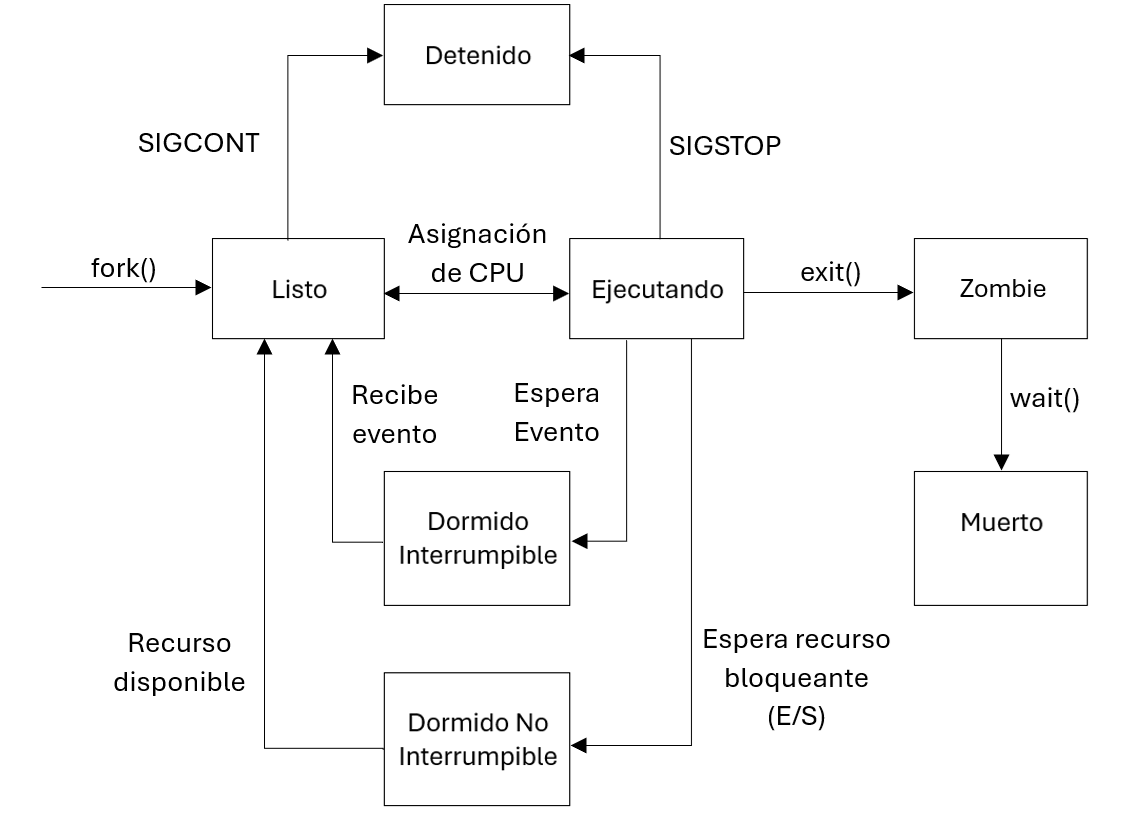 Detenido
SIGCONT
SIGSTOP
Asignación
de CPU
fork()
Listo
Ejecutando
exit()
Zombie
Recibe
evento
Espera
Evento
wait()
Dormido
Interrumpible
Muerto
Recurso
disponible
Espera recurso
bloqueante
(E/S)
Dormido No
Interrumpible